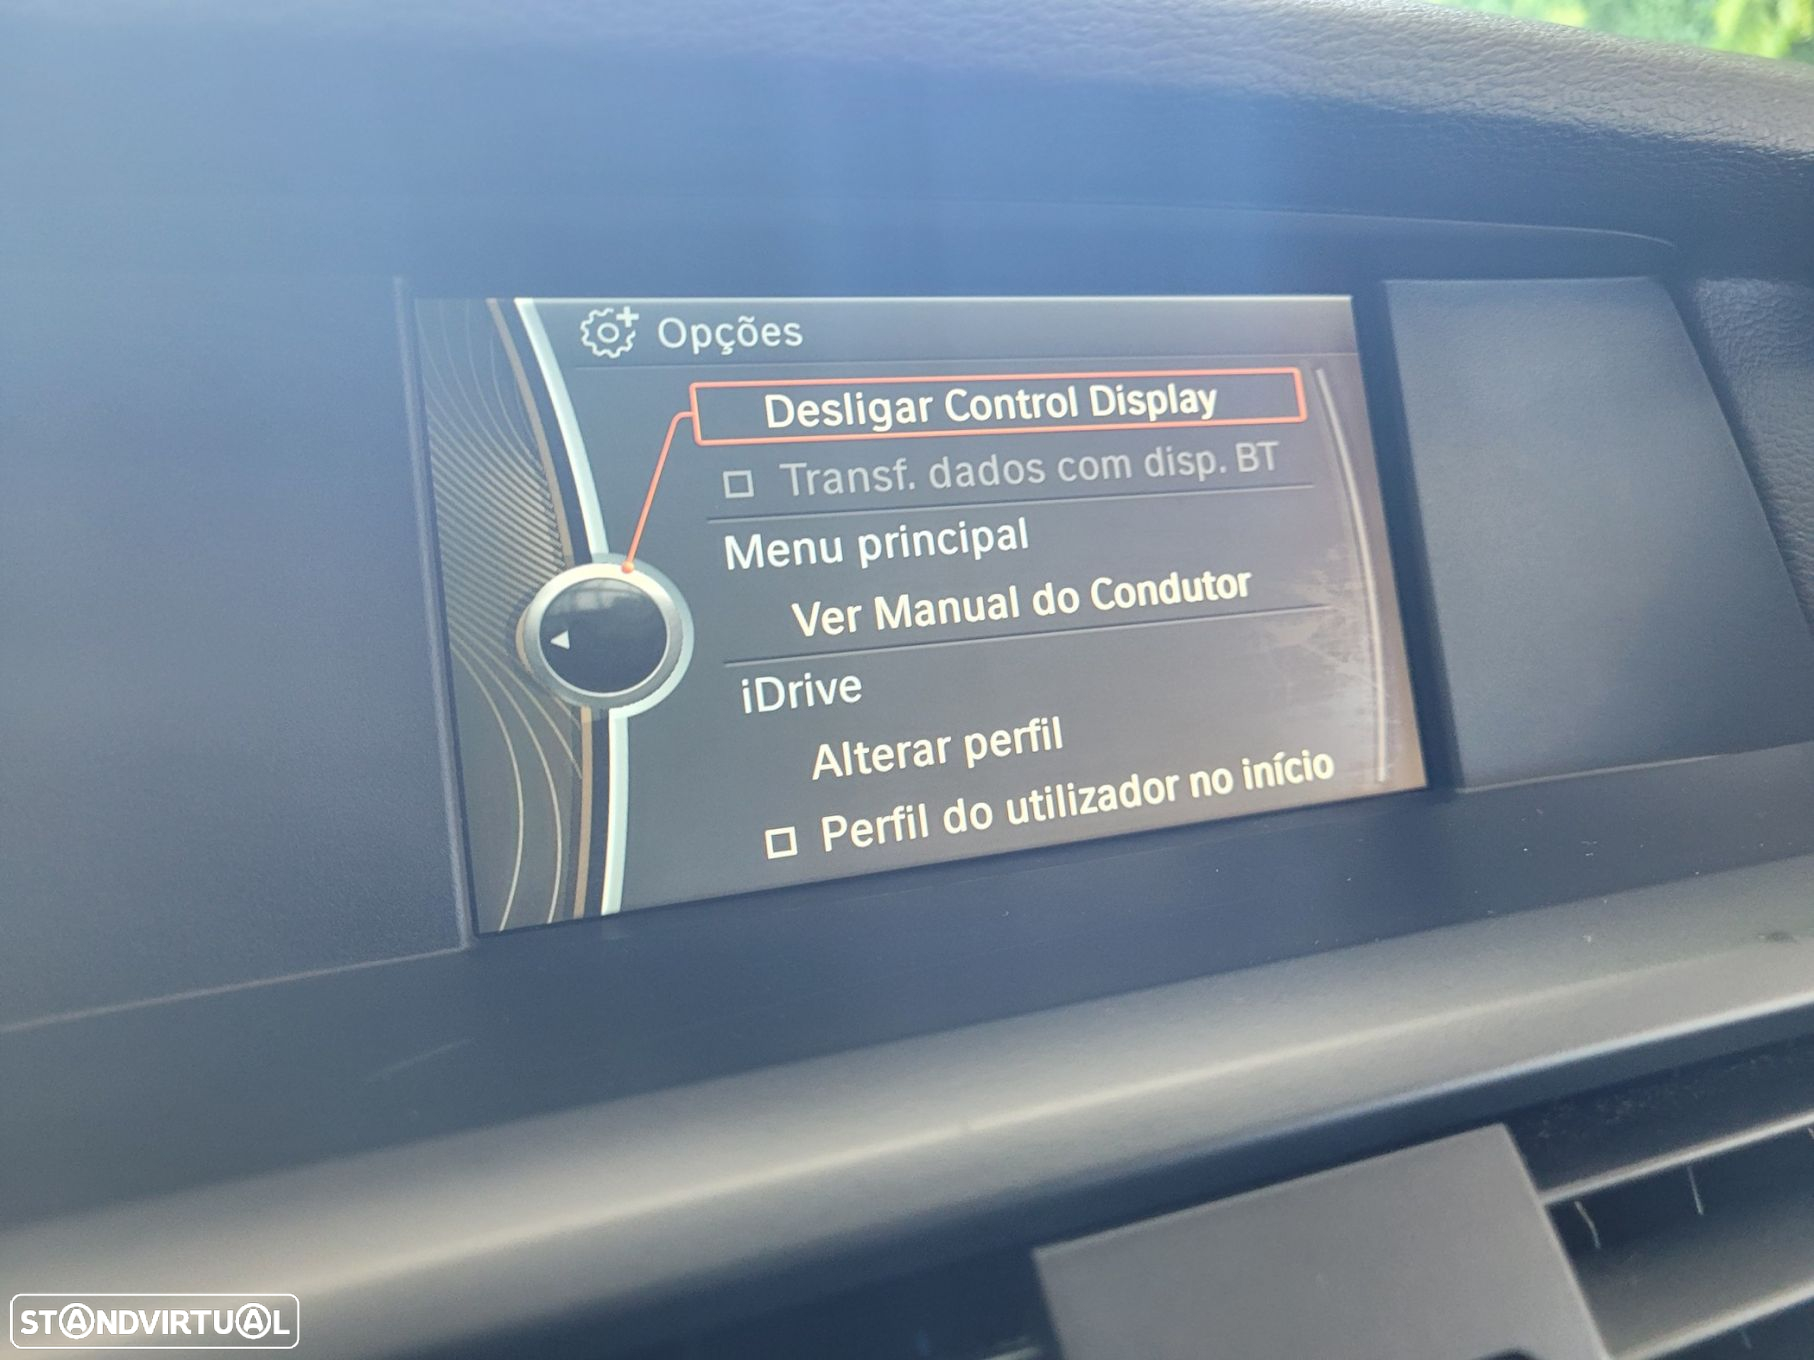 Opções
Desligar Control Display
Transf. dados com disp. BT
Menu principal
Ver Manual do Condutor
iDrive
Alterar perfil
Perfil do utilizador no início
STANDVIRTUAL